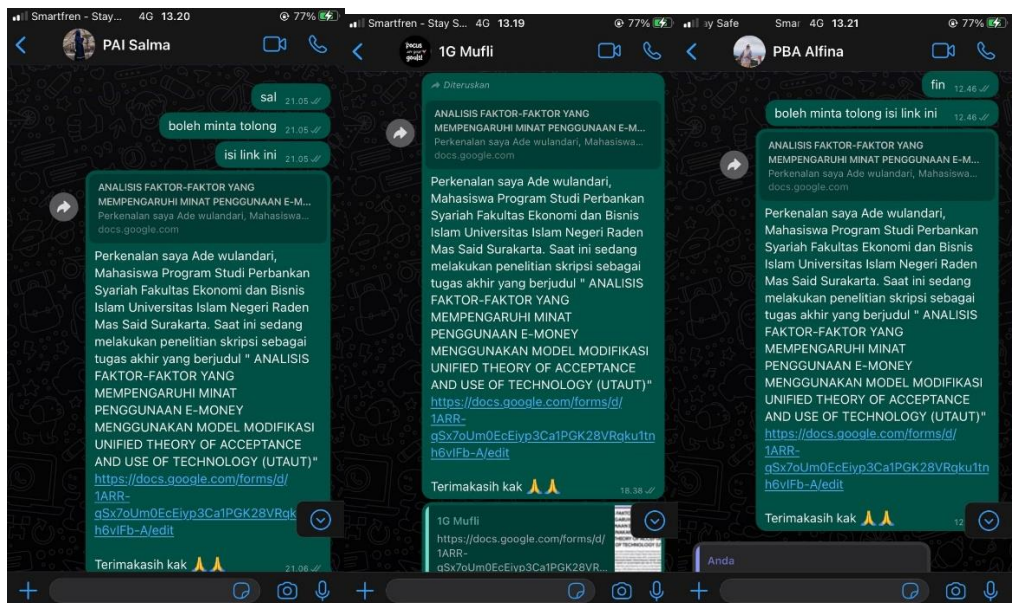 Smartfren - Stay... 4G 13.20 77%
PAI Salma
sal 21.05
boleh minta tolong 21.05
isi link ini 21.05
ANALISIS FAKTOR-FAKTOR YANG
MEMPENGARUHI MINAT PENGGUNAAN E-M...
Perkenalan saya Ade wulandari, Mahasiswa...
docs.google.com
Perkenalan saya Ade wulandari,
Mahasiswa Program Studi Perbankan
Syariah Fakultas Ekonomi dan Bisnis
Islam Universitas Islam Negeri Raden
Mas Said Surakarta. Saat ini sedang
melakukan penelitian skripsi sebagai
tugas akhir yang berjudul " ANALISIS
FAKTOR-FAKTOR YANG
MEMPENGARUHI MINAT
PENGGUNAAN E-MONEY
MENGGUNAKAN MODEL MODIFIKASI
UNIFIED THEORY OF ACCEPTANCE
AND USE OF TECHNOLOGY (UTAUT)"
https://docs.google.com/forms/d/
1ARR-
qSx7oUm0EcEiyp3Ca1PGK28VRqk
h6vIFb-A/edit
Terimakasih kak 🙏🙏
21.06
Smartfren - Stay S... 4G 13.19 77%
FOCUS on your goals!
1G Mufli
Diteruskan
ANALISIS FAKTOR-FAKTOR YANG
MEMPENGARUHI MINAT PENGGUNAAN E-M...
Perkenalan saya Ade wulandari, Mahasiswa...
docs.google.com
Perkenalan saya Ade wulandari,
Mahasiswa Program Studi Perbankan
Syariah Fakultas Ekonomi dan Bisnis
Islam Universitas Islam Negeri Raden
Mas Said Surakarta. Saat ini sedang
melakukan penelitian skripsi sebagai
tugas akhir yang berjudul " ANALISIS
FAKTOR-FAKTOR YANG
MEMPENGARUHI MINAT
PENGGUNAAN E-MONEY
MENGGUNAKAN MODEL MODIFIKASI
UNIFIED THEORY OF ACCEPTANCE
AND USE OF TECHNOLOGY (UTAUT)"
https://docs.google.com/forms/d/
1ARR-
qSx7oUm0EcEiyp3Ca1PGK28VRqku1tn
h6vIFb-A/edit
Terimakasih kak 🙏🙏
18.38
1G Mufli
https://docs.google.com/forms/d/
1ARR-
qSx7oUm0EcEiyp3Ca1PGK28VR...
ay Safe Smar 4G 13.21 77%
PBA Alfina
fin 12.46
boleh minta tolong isi link ini 12.46
ANALISIS FAKTOR-FAKTOR YANG
MEMPENGARUHI MINAT PENGGUNAAN E-M...
Perkenalan saya Ade wulandari, Mahasiswa...
docs.google.com
Perkenalan saya Ade wulandari,
Mahasiswa Program Studi Perbankan
Syariah Fakultas Ekonomi dan Bisnis
Islam Universitas Islam Negeri Raden
Mas Said Surakarta. Saat ini sedang
melakukan penelitian skripsi sebagai
tugas akhir yang berjudul " ANALISIS
FAKTOR-FAKTOR YANG
MEMPENGARUHI MINAT
PENGGUNAAN E-MONEY
MENGGUNAKAN MODEL MODIFIKASI
UNIFIED THEORY OF ACCEPTANCE
AND USE OF TECHNOLOGY (UTAUT)"
https://docs.google.com/forms/d/
1ARR-
qSx7oUm0EcEiyp3Ca1PGK28VRqku1tn
h6vIFb-A/edit
Terimakasih kak 🙏🙏
12
Anda